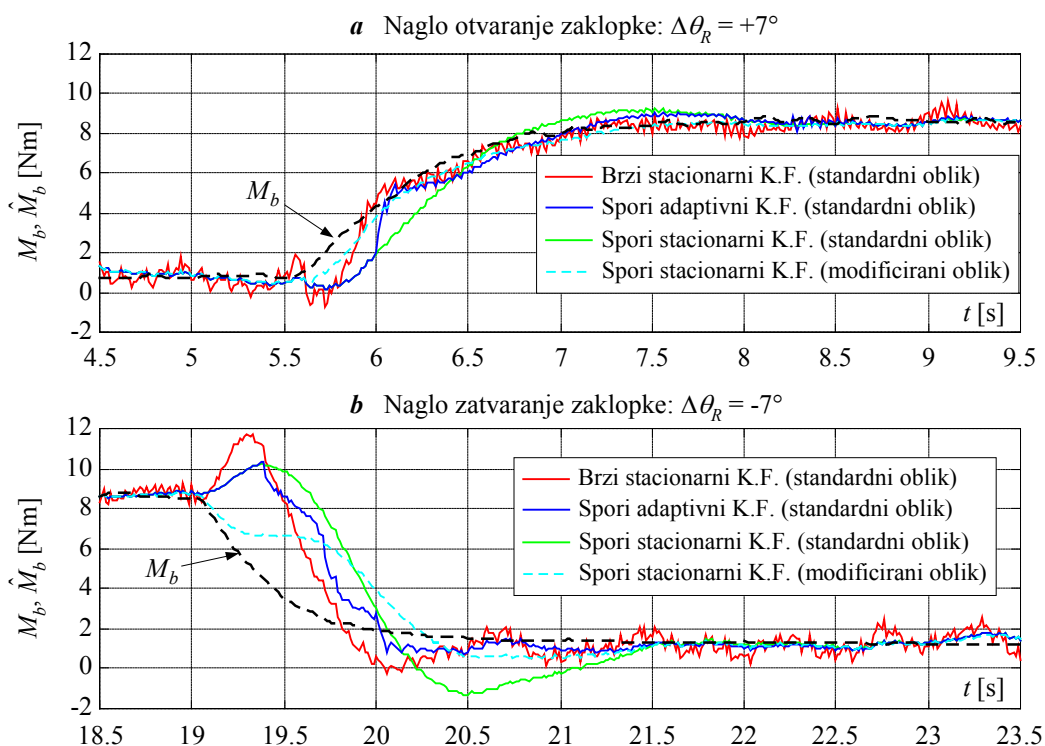 a Naglo otvaranje zaklopke: Δθ_R = +7°
12
10
8
6
4
2
0
-2
M_b, M̂_b [Nm]
M_b
Brzi stacionarni K.F. (standardni oblik)
Spori adaptivni K.F. (standardni oblik)
Spori stacionarni K.F. (standardni oblik)
Spori stacionarni K.F. (modificirani oblik)
t [s]
4.5 5 5.5 6 6.5 7 7.5 8 8.5 9 9.5
b Naglo zatvaranje zaklopke: Δθ_R = -7°
12
10
8
6
4
2
0
-2
M_b, M̂_b [Nm]
M_b
Brzi stacionarni K.F. (standardni oblik)
Spori adaptivni K.F. (standardni oblik)
Spori stacionarni K.F. (standardni oblik)
Spori stacionarni K.F. (modificirani oblik)
t [s]
18.5 19 19.5 20 20.5 21 21.5 22 22.5 23 23.5